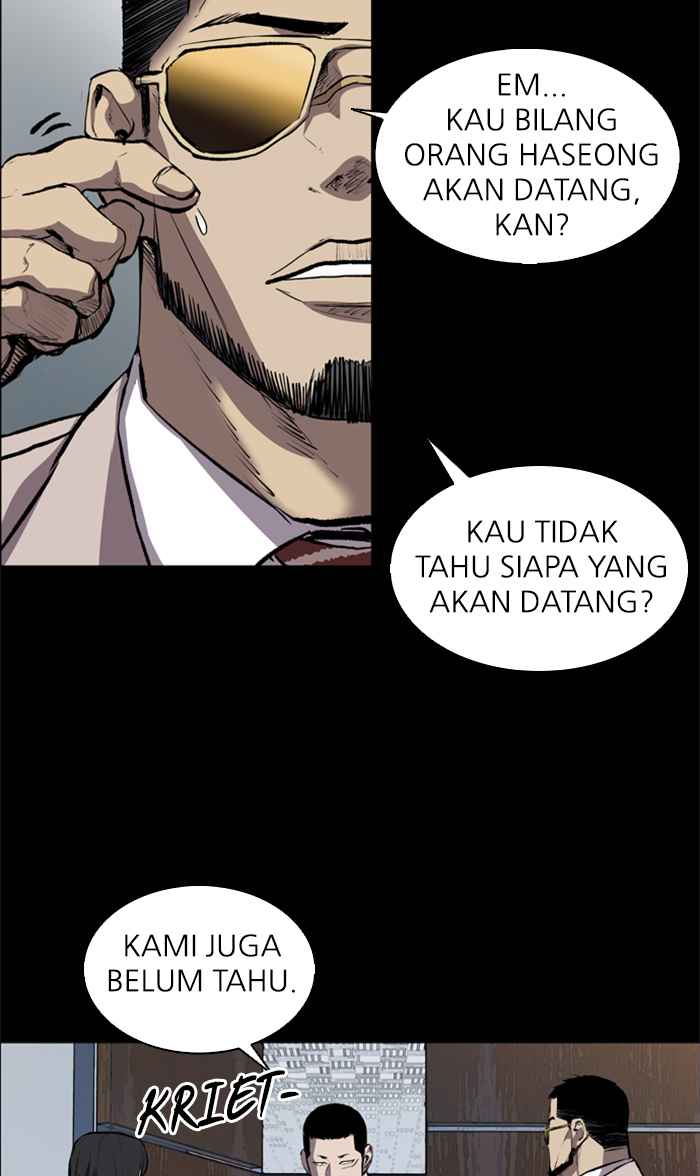 EM...
KAU BILANG
ORANG HASEONG
AKAN DATANG,
KAN?
KAU TIDAK
TAHU SIAPA YANG
AKAN DATANG?
KAMI JUGA
BELUM TAHU.
KRIET-